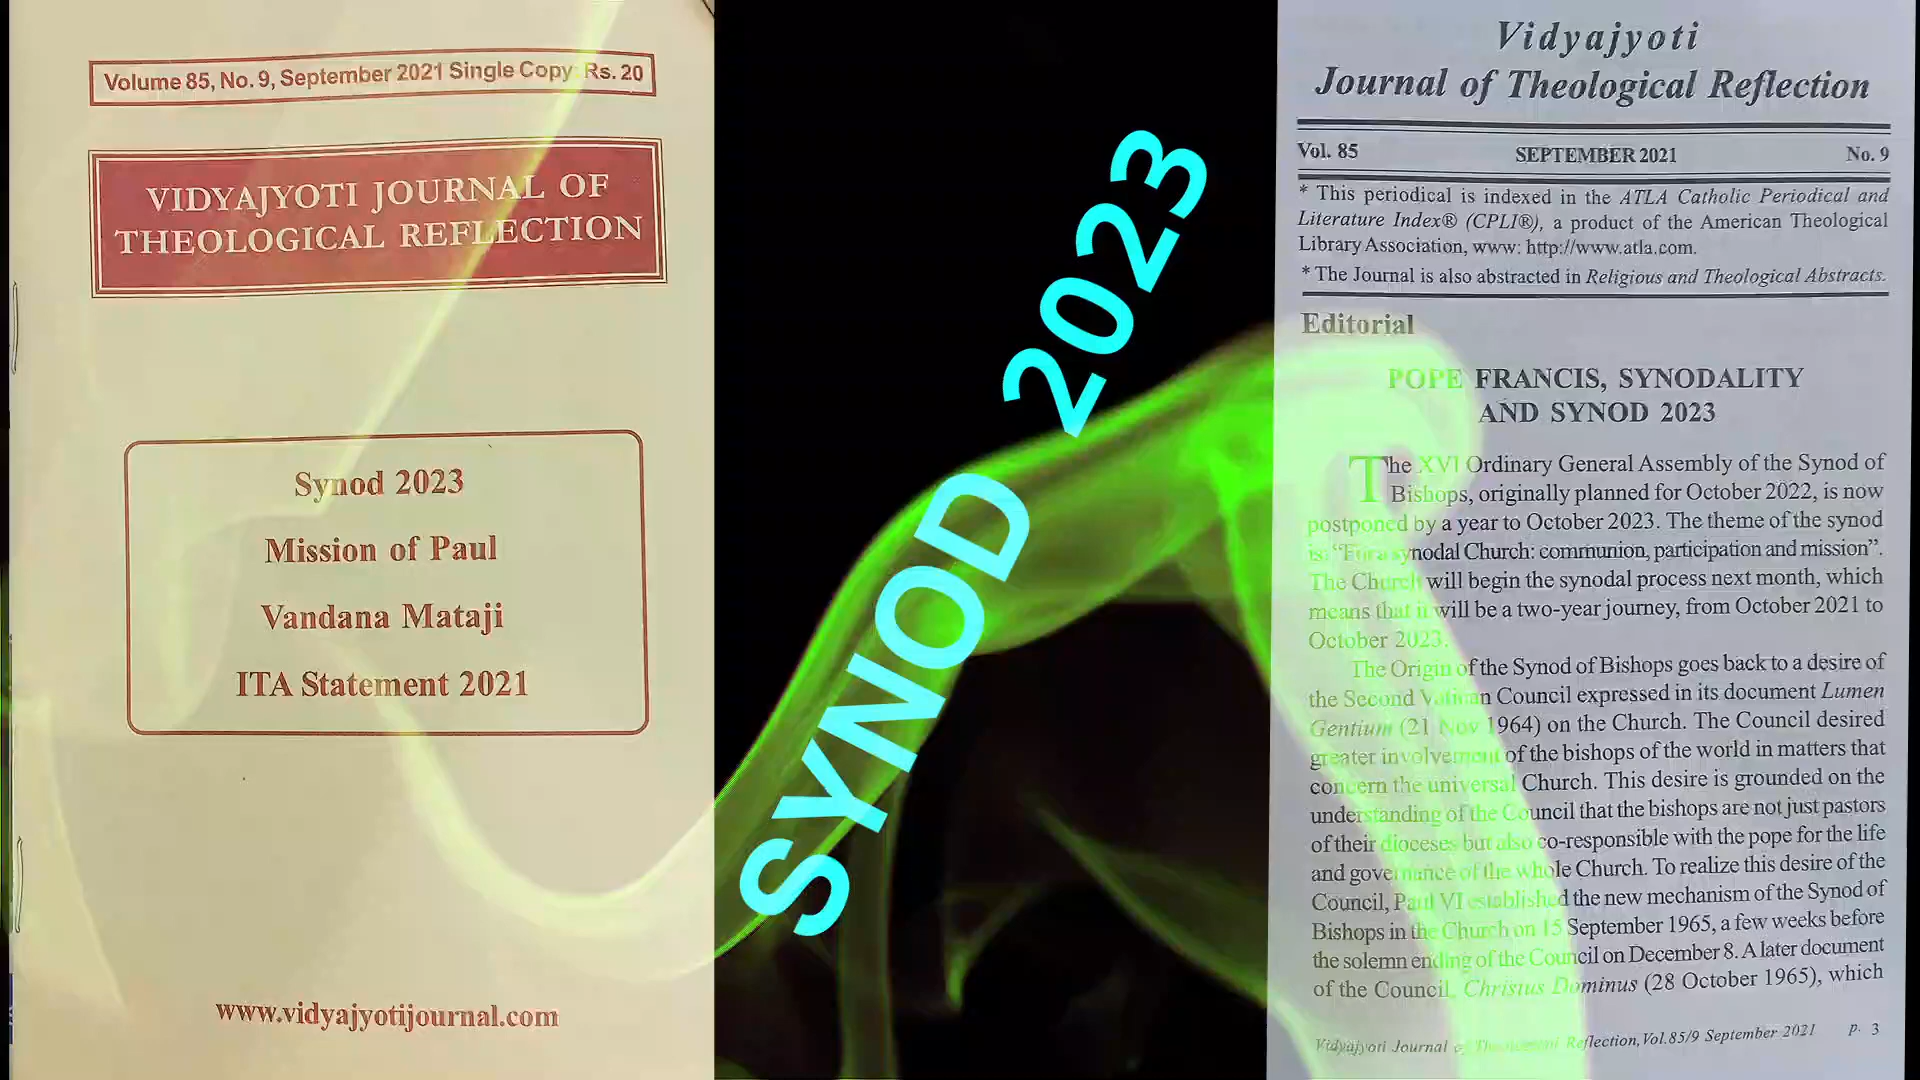 Volume 85, No. 9, September 2021 Single Copy: Rs. 20
VIDYAJYOTI JOURNAL OF
THEOLOGICAL REFLECTION
Synod 2023
Mission of Paul
Vandana Mataji
ITA Statement 2021
www.vidyajyotijournal.com
SYNOD 2023
Vidyajyoti
Journal of Theological Reflection
Vol. 85 SEPTEMBER 2021 No. 9
* This periodical is indexed in the ATLA Catholic Periodical and
Literature Index® (CPLI®), a product of the American Theological
Library Association, www: http://www.atla.com.
* The Journal is also abstracted in Religious and Theological Abstracts.
Editorial
POPE FRANCIS, SYNODALITY
AND SYNOD 2023
The XVI Ordinary General Assembly of the Synod of
Bishops, originally planned for October 2022, is now
postponed by a year to October 2023. The theme of the synod
is: “For a synodal Church: communion, participation and mission”.
The Church will begin the synodal process next month, which
means that it will be a two-year journey, from October 2021 to
October 2023.
The Origin of the Synod of Bishops goes back to a desire of
the Second Vatican Council expressed in its document Lumen
Gentium (21 Nov 1964) on the Church. The Council desired
greater involvement of the bishops of the world in matters that
concern the universal Church. This desire is grounded on the
understanding of the Council that the bishops are not just pastors
of their dioceses but also co-responsible with the pope for the life
and governance of the whole Church. To realize this desire of the
Council, Paul VI established the new mechanism of the Synod of
Bishops in the Church on 15 September 1965, a few weeks before
the solemn ending of the Council on December 8. A later document
of the Council, Christus Dominus (28 October 1965), which
Vidyajyoti Journal of Theological Reflection, Vol.85/9 September 2021 p. 3